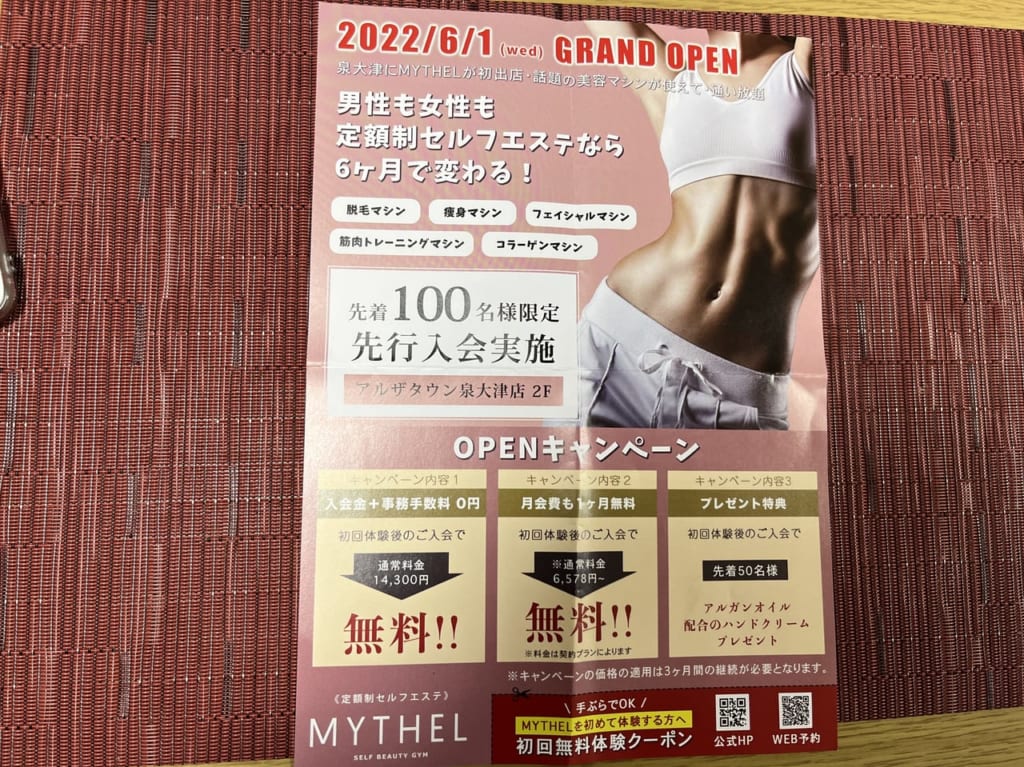 2022/6/1 (wed) GRAND OPEN
泉大津にMYTHELが初出店・話題の美容マシンが使えて・通い放題
男性も女性も
定額制セルフエステなら
6ヶ月で変わる！
脱毛マシン 痩身マシン フェイシャルマシン
筋肉トレーニングマシン コラーゲンマシン
先着100名様限定
先行入会実施
アルザタウン泉大津店 2F
OPENキャンペーン
キャンペーン内容1
入会金＋事務手数料 0円
初回体験後のご入会で
通常料金
14,300円
無料!!
キャンペーン内容2
月会費も1ヶ月無料
初回体験後のご入会で
※通常料金
6,578円~
無料!!
※料金は契約プランによります
キャンペーン内容3
プレゼント特典
初回体験後のご入会で
先着50名様
アルガンオイル
配合のハンドクリーム
プレゼント
※キャンペーンの価格の適用は3ヶ月間の継続が必要となります。
《定額制セルフエステ》
MYTHEL
SELF BEAUTY GYM
\ 手ぶらでOK /
MYTHELを初めて体験する方へ
初回無料体験クーポン
公式HP WEB予約